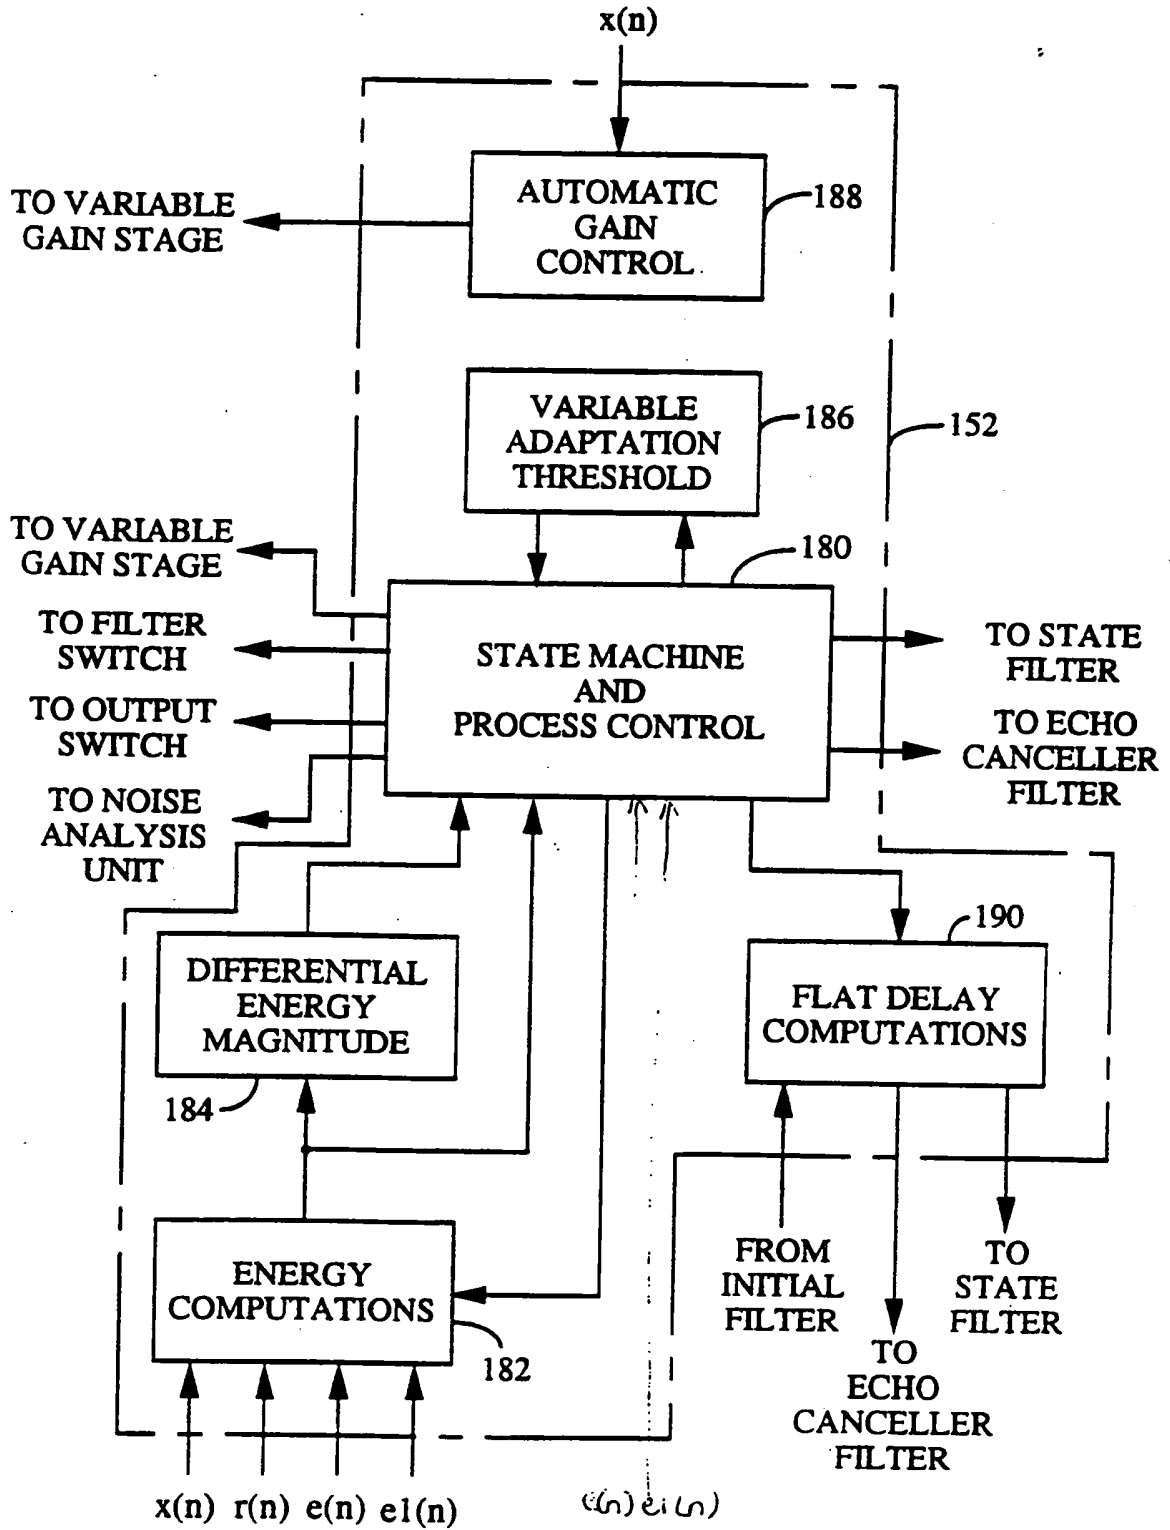 x(n)
AUTOMATIC
GAIN
CONTROL
188
TO VARIABLE
GAIN STAGE
VARIABLE
ADAPTATION
THRESHOLD
186
152
TO VARIABLE
GAIN STAGE
180
TO FILTER
SWITCH
STATE MACHINE
AND
PROCESS CONTROL
TO STATE
FILTER
TO OUTPUT
SWITCH
TO ECHO
CANCELLER
FILTER
TO NOISE
ANALYSIS
UNIT
190
DIFFERENTIAL
ENERGY
MAGNITUDE
FLAT DELAY
COMPUTATIONS
184
ENERGY
COMPUTATIONS
182
FROM
INITIAL
FILTER
TO
STATE
FILTER
TO
ECHO
CANCELLER
FILTER
x(n) r(n) e(n) e1(n)
e(n) e1(n)